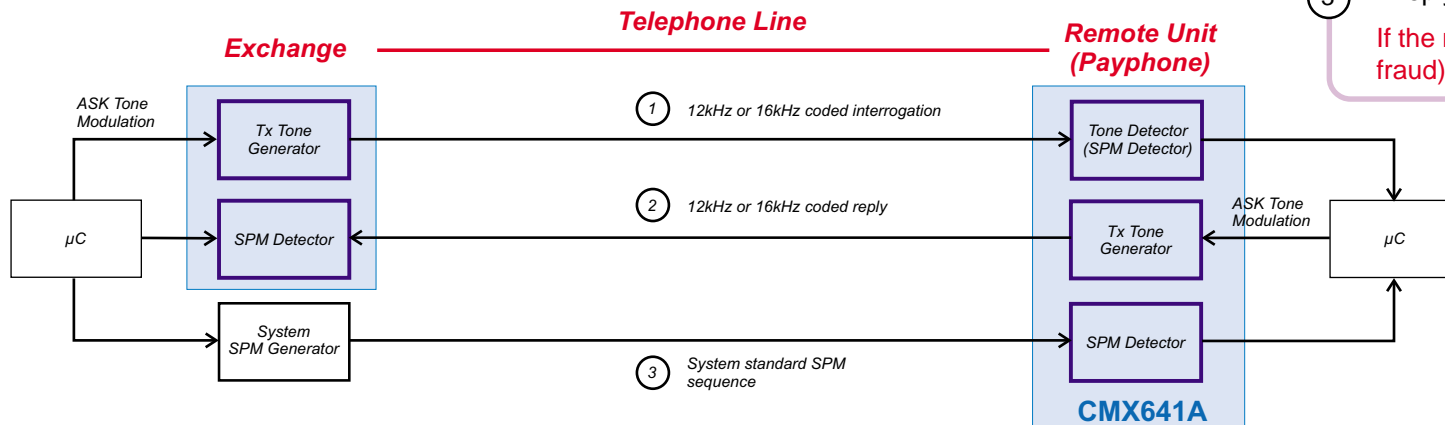 Telephone Line
Exchange
Remote Unit
(Payphone)
3
If the
fraud)
ASK Tone
Modulation
1
12kHz or 16kHz coded interrogation
Tx Tone
Generator
Tone Detector
(SPM Detector)
2
12kHz or 16kHz coded reply
ASK Tone
Modulation
µC
SPM Detector
Tx Tone
Generator
µC
System
SPM Generator
SPM Detector
3
System standard SPM
sequence
CMX641A